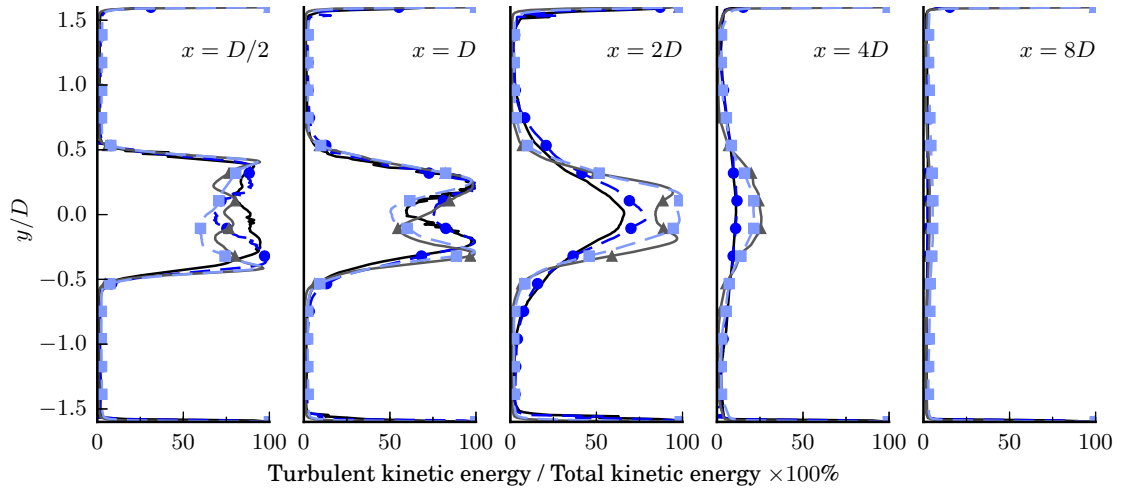 x = D/2 x = D x = 2D x = 4D x = 8D
1.5
1.0
0.5
0.0
−0.5
−1.0
−1.5
y/D
0 50 100 0 50 100 0 50 100 0 50 100 0 50 100
Turbulent kinetic energy / Total kinetic energy ×100%